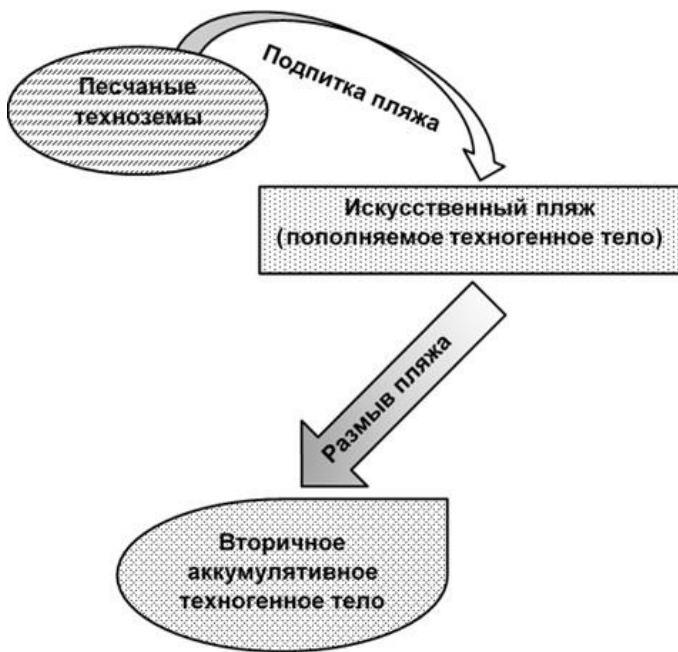 Песчаные
техноземы
Подпитка пляжа
Искусственный пляж
(пополняемое техногенное тело)
Размыв пляжа
Вторичное
аккумулятивное
техногенное тело